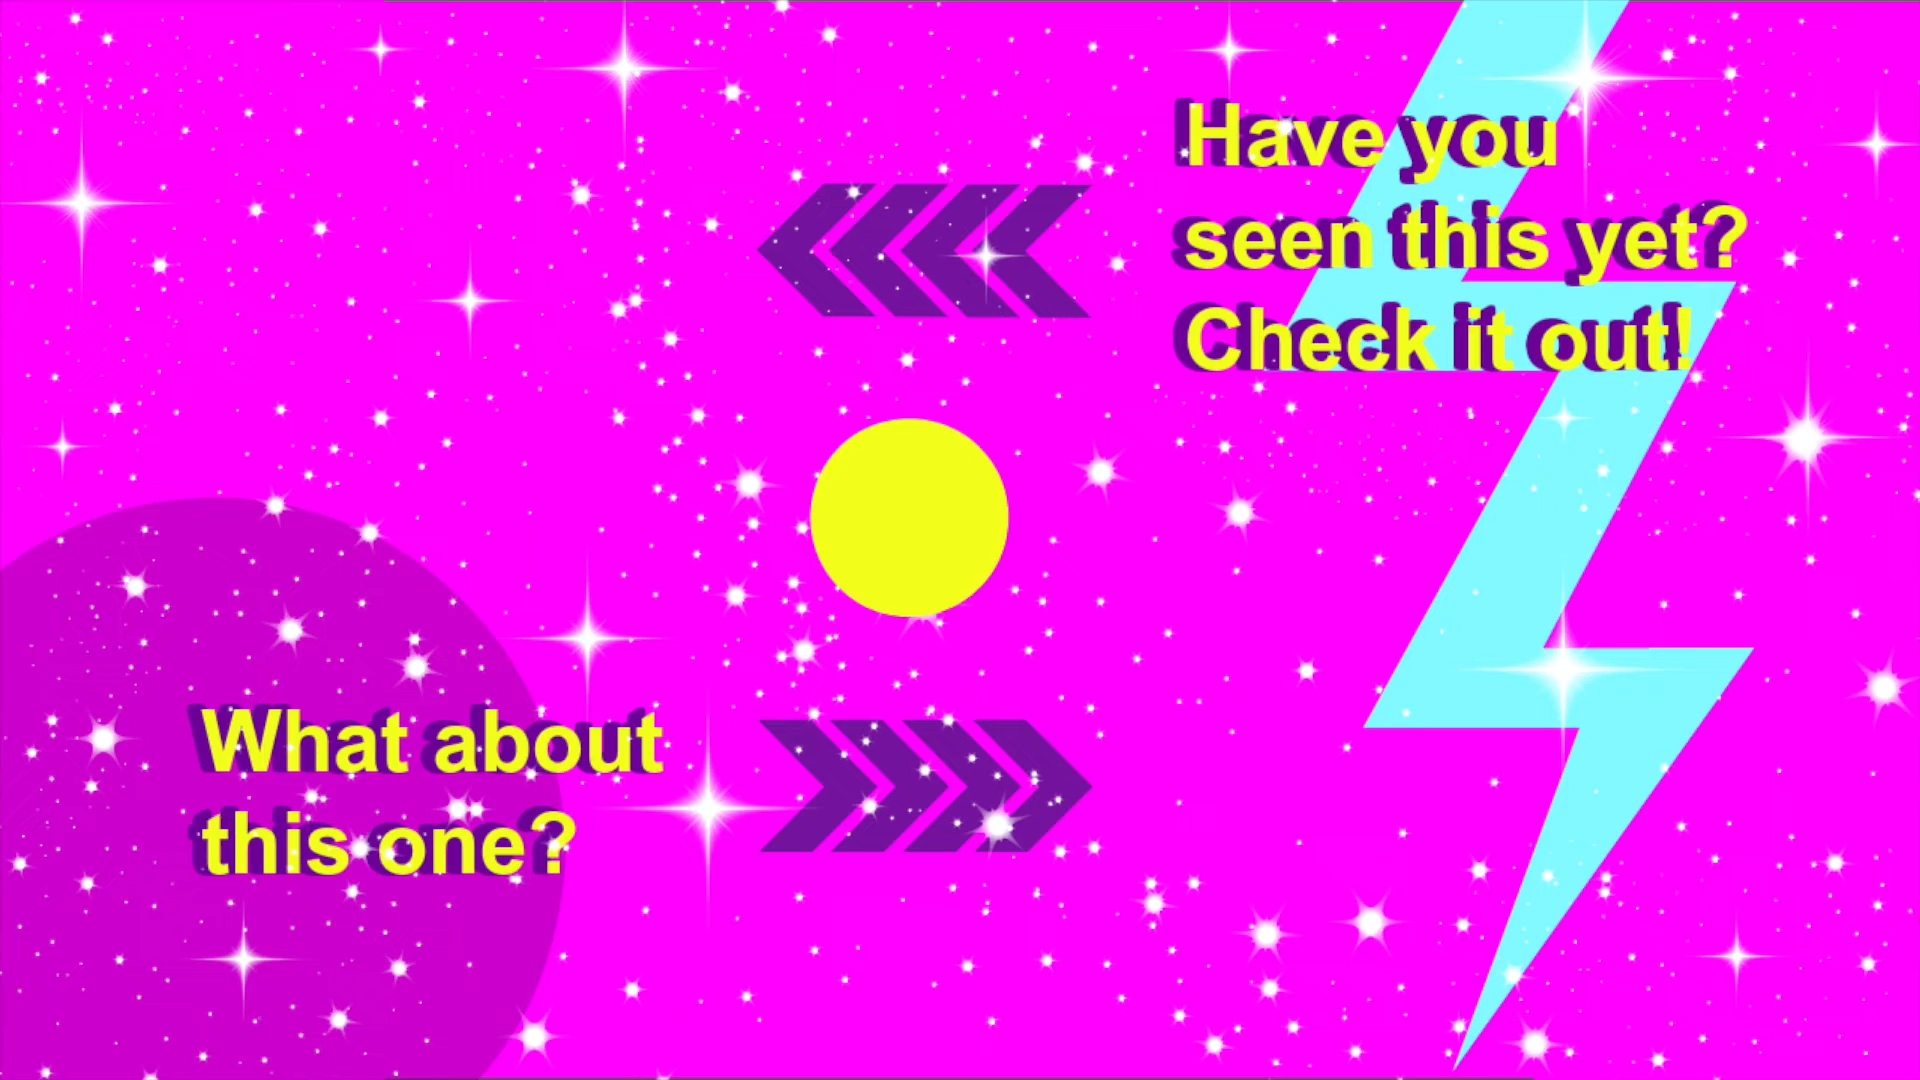 Have you
seen this yet?
Check it out!
What about
this one?